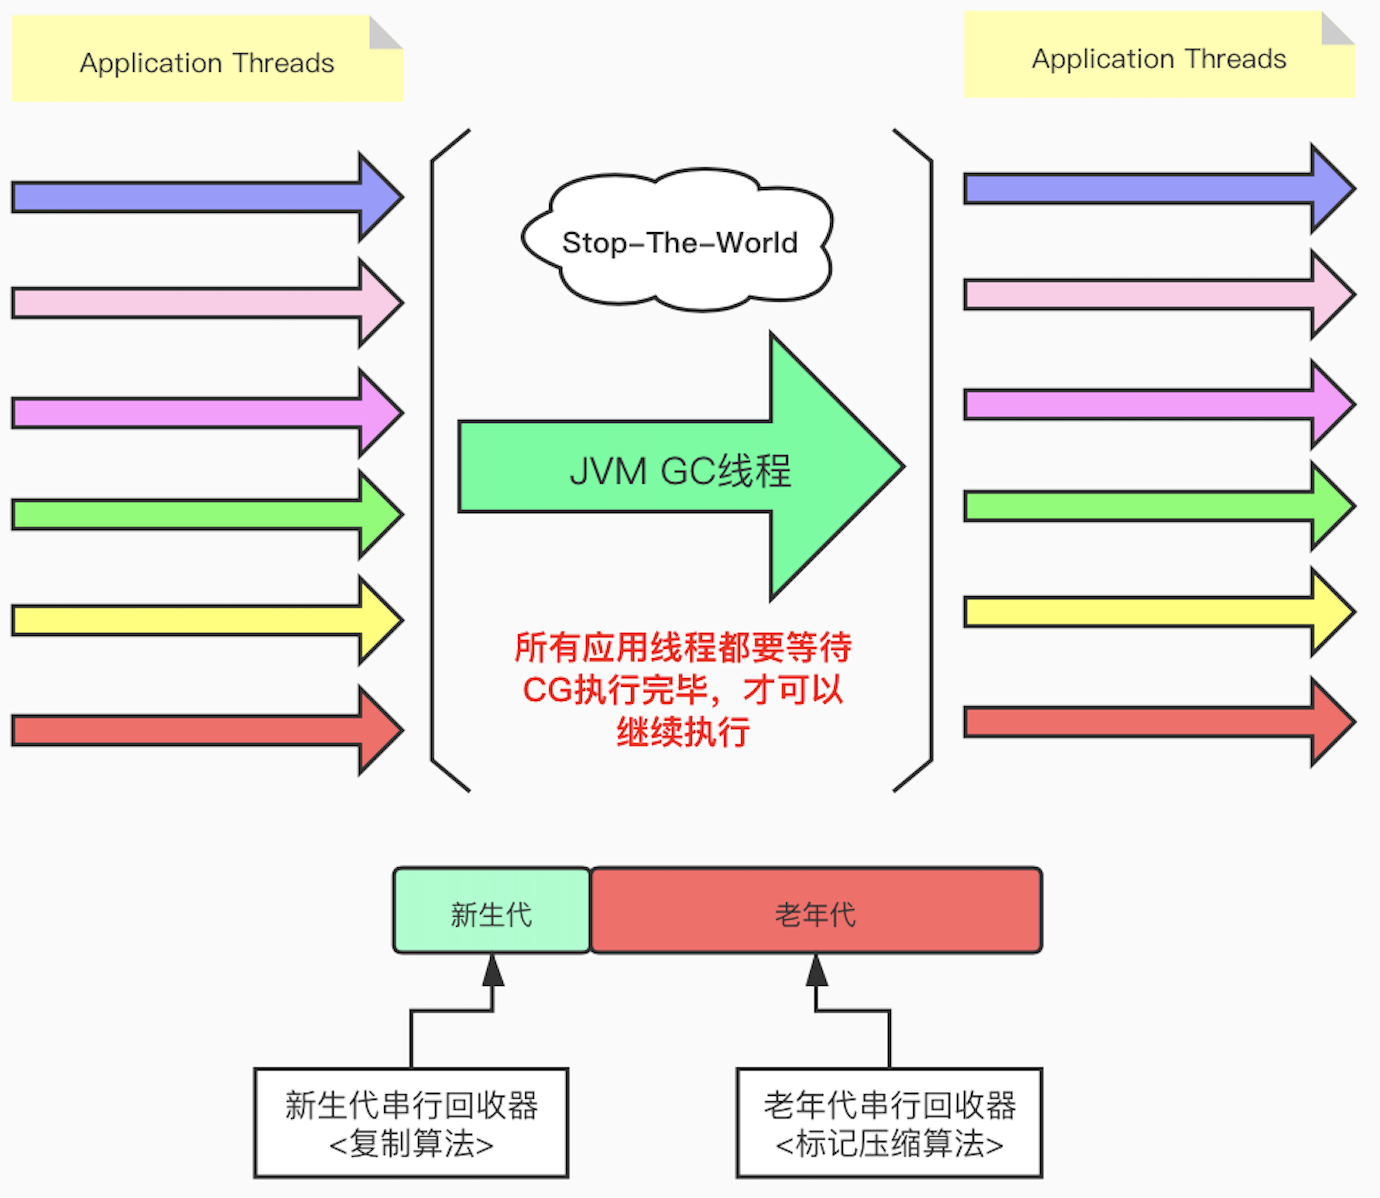 Application Threads
Application Threads
Stop-The-World
JVM GC线程
所有应用线程都要等待
CG执行完毕，才可以
继续执行
新生代
老年代
新生代串行回收器
<复制算法>
老年代串行回收器
<标记压缩算法>